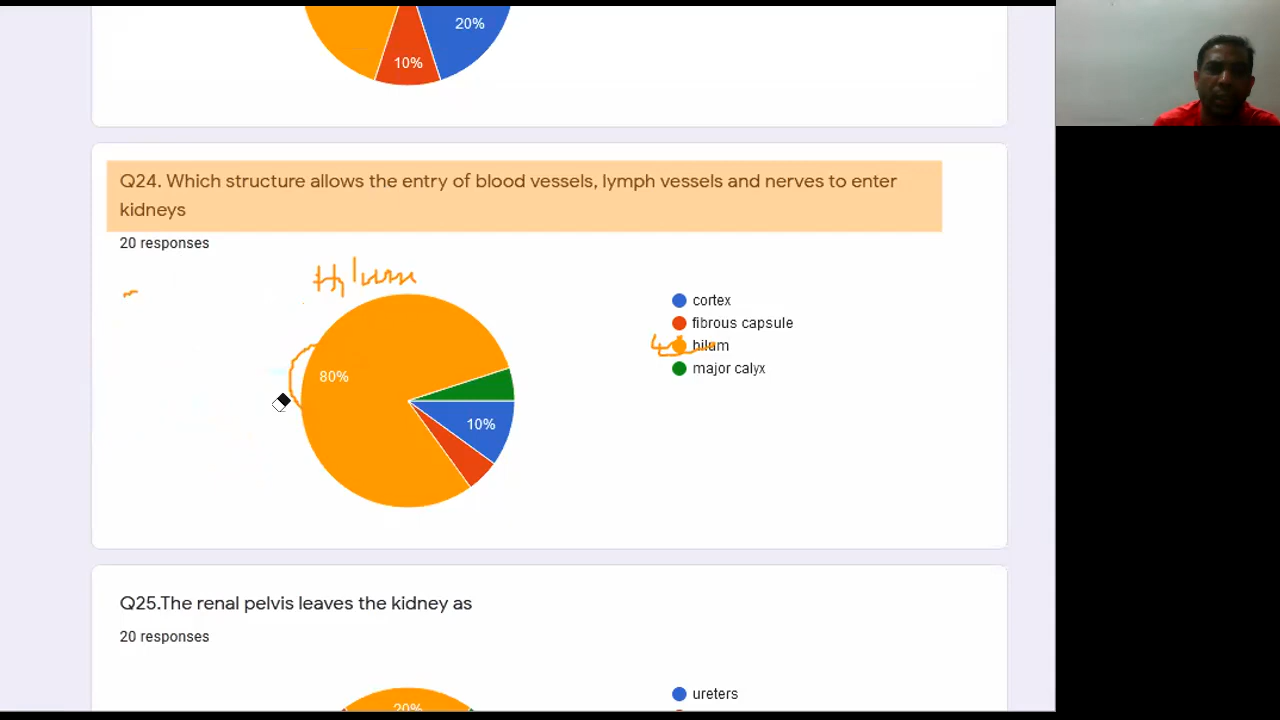 20%
10%
Q24. Which structure allows the entry of blood vessels, lymph vessels and nerves to enter
kidneys
20 responses
Hilum
80%
10%
cortex
fibrous capsule
hilum
major calyx
Q25.The renal pelvis leaves the kidney as
20 responses
20%
ureters